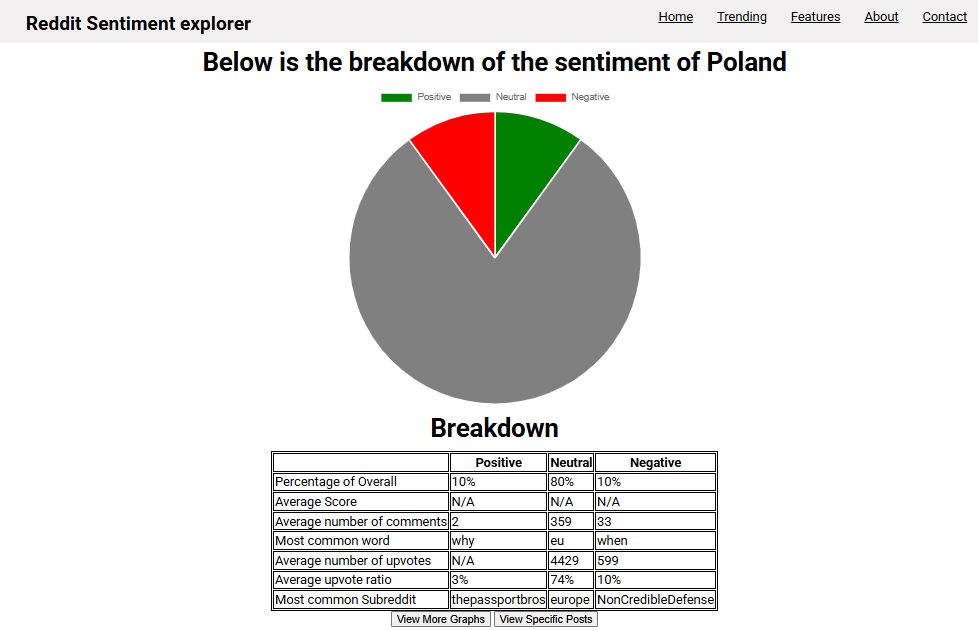 Reddit Sentiment explorer
Home Trending Features About Contact
Below is the breakdown of the sentiment of Poland
Positive Neutral Negative
Breakdown
Positive Neutral Negative
Percentage of Overall 10% 80% 10%
Average Score N/A N/A N/A
Average number of comments 2 359 33
Most common word why eu when
Average number of upvotes N/A 4429 599
Average upvote ratio 3% 74% 10%
Most common Subreddit thepassportbros europe NonCredibleDefense
View More Graphs View Specific Posts